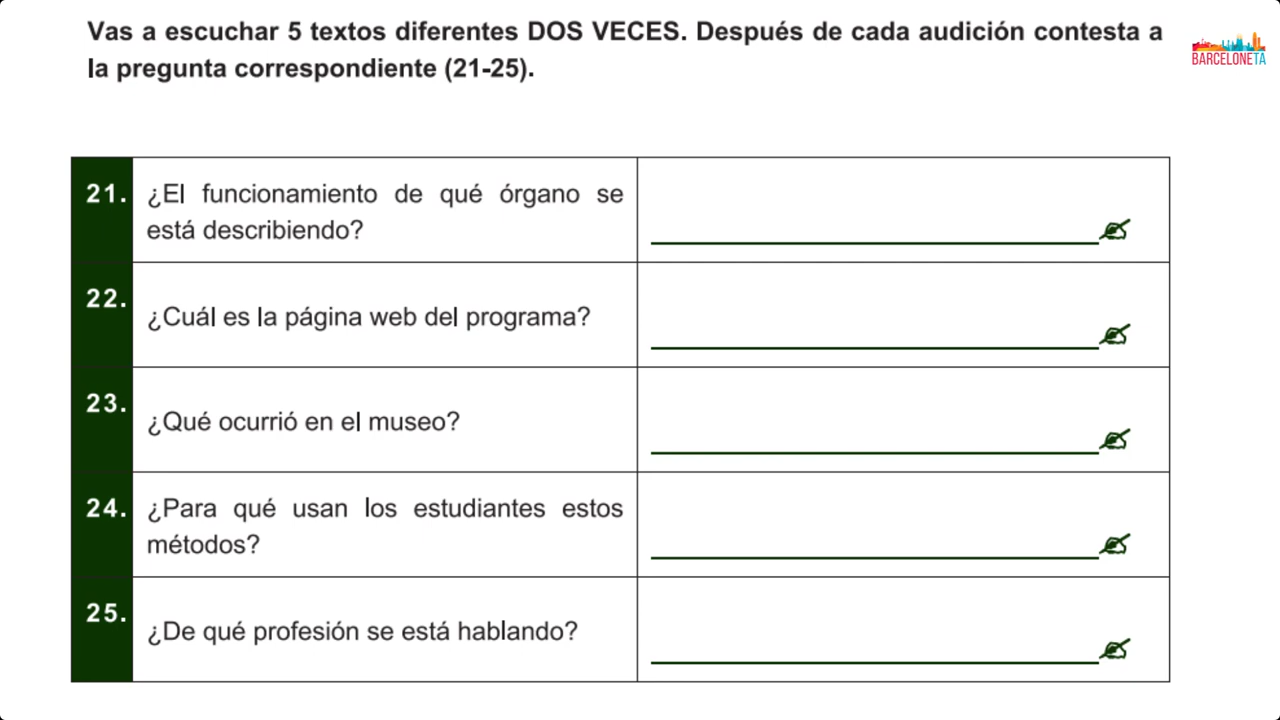 Vas a escuchar 5 textos diferentes DOS VECES. Después de cada audición contesta a
la pregunta correspondiente (21-25).
BARCELONETA
21. ¿El funcionamiento de qué órgano se
está describiendo?
22. ¿Cuál es la página web del programa?
23. ¿Qué ocurrió en el museo?
24. ¿Para qué usan los estudiantes estos
métodos?
25. ¿De qué profesión se está hablando?